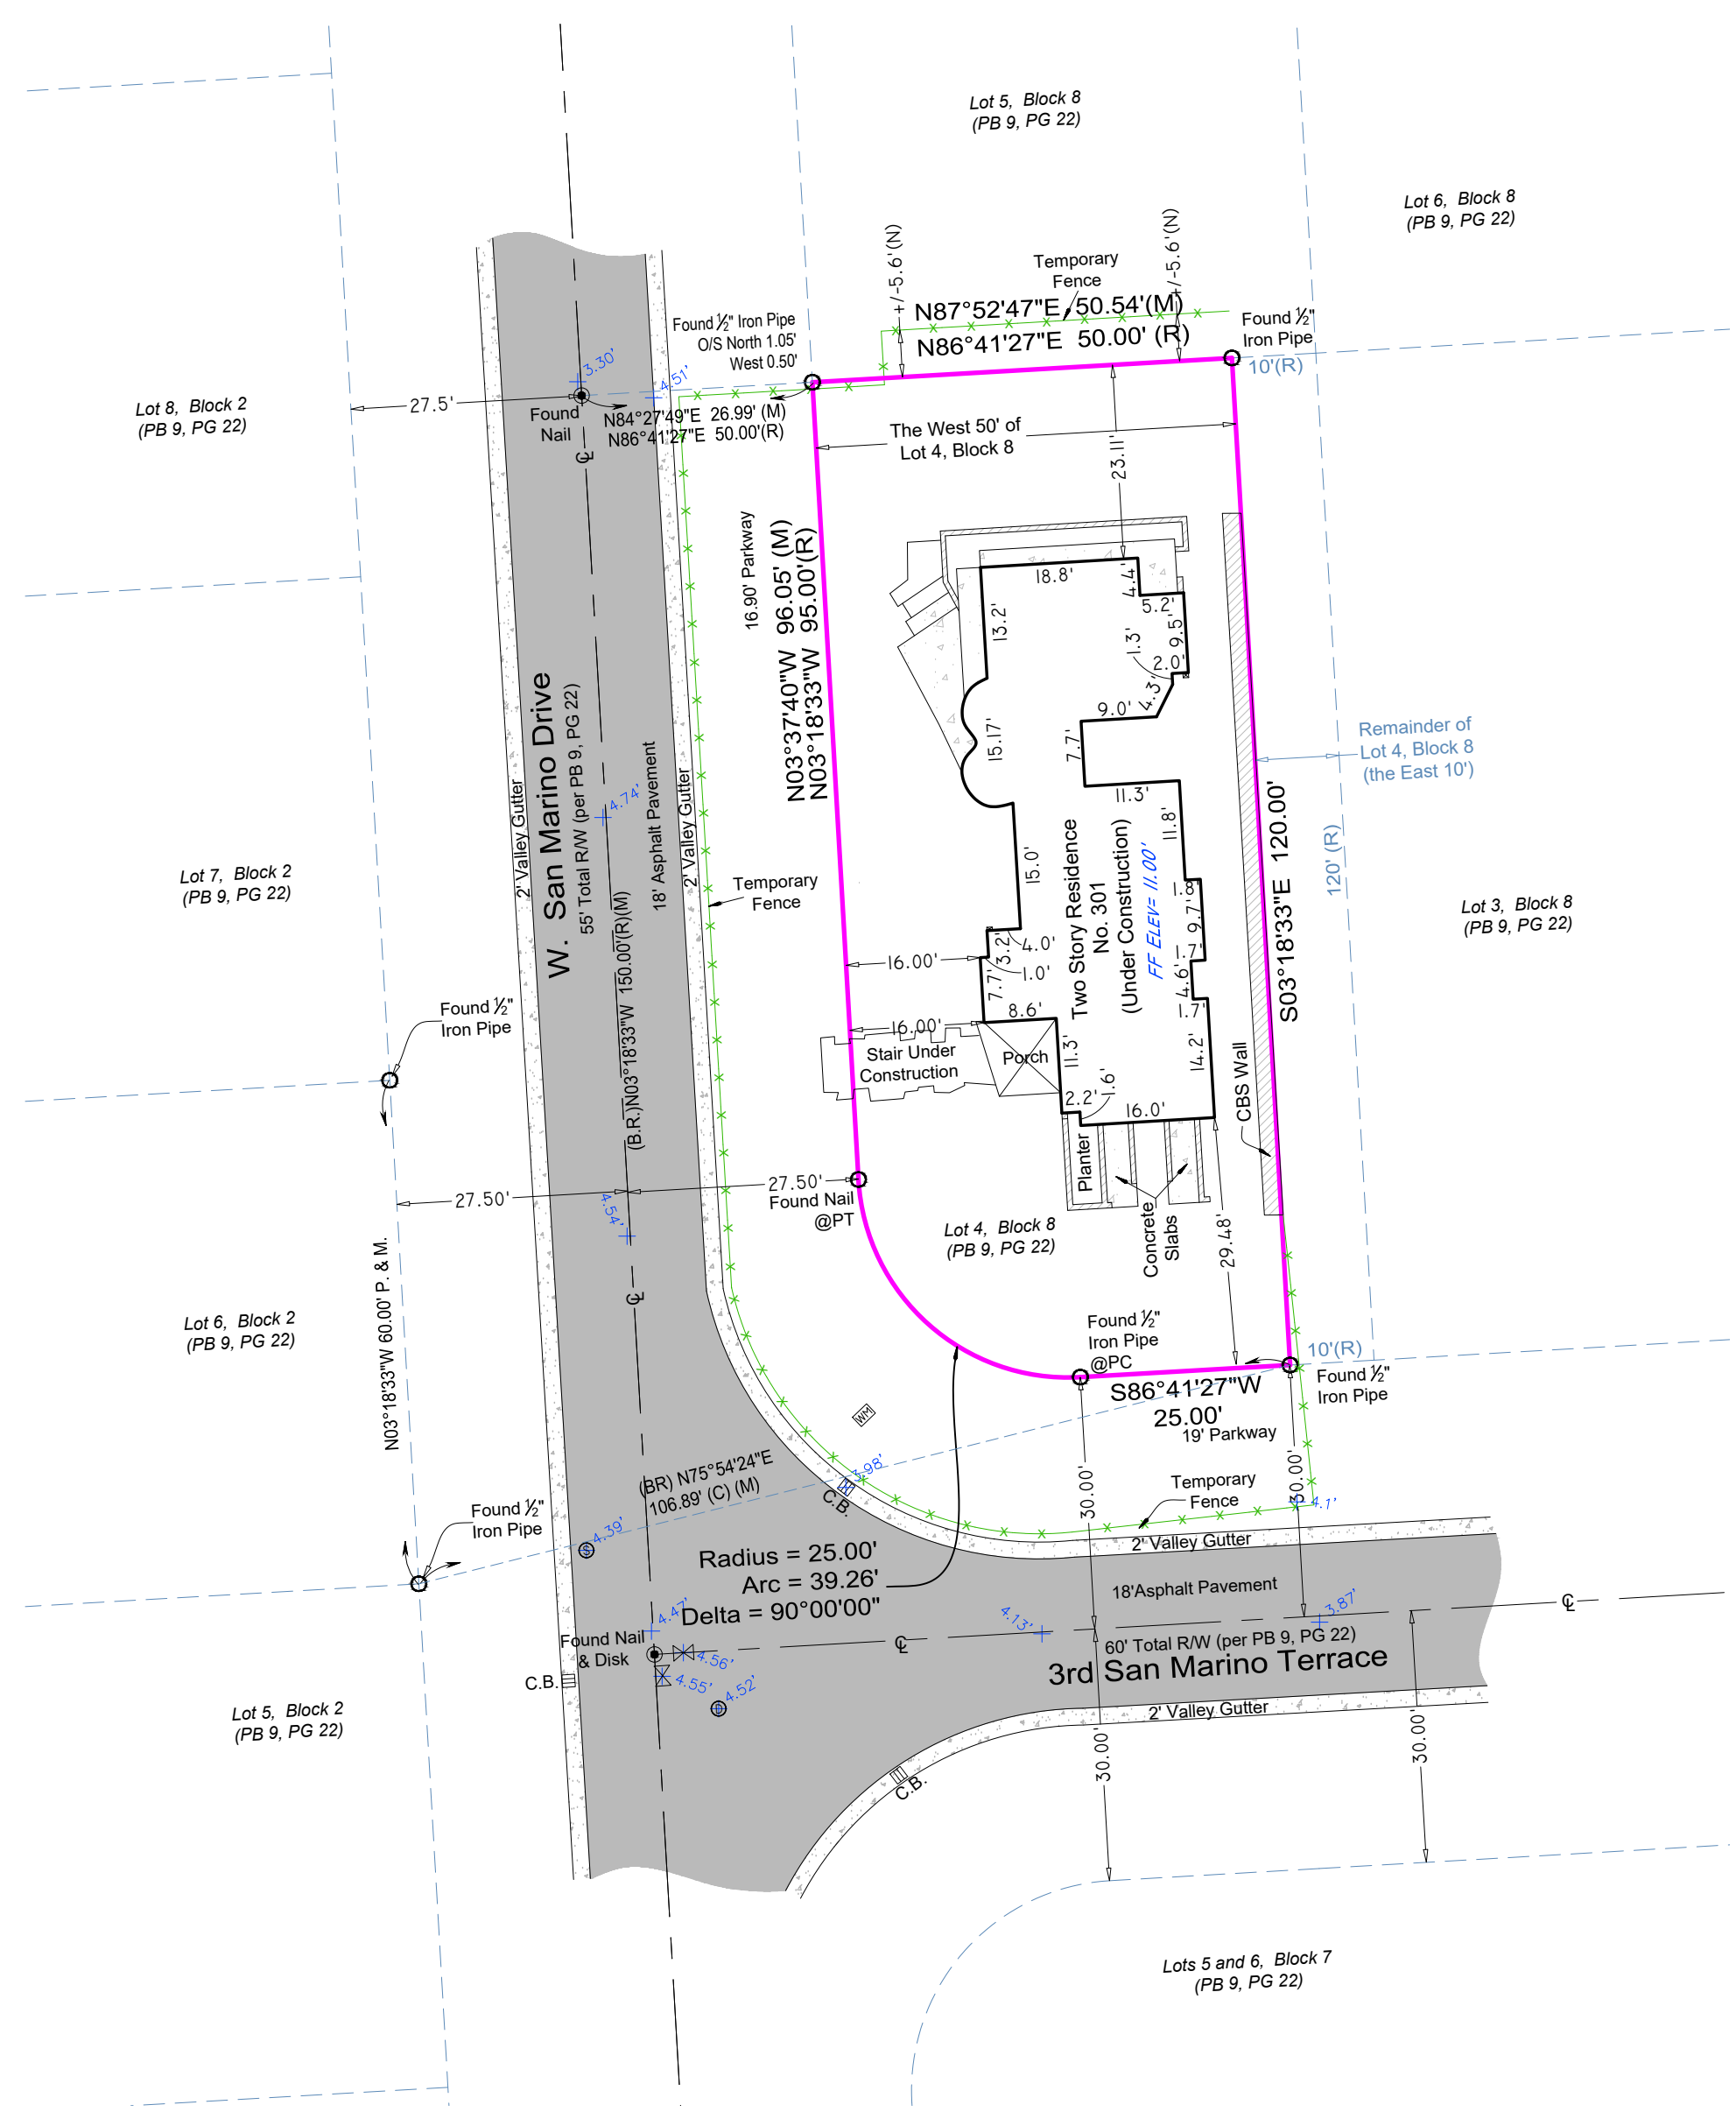 Lot 5, Block 8
(PB 9, PG 22)
Lot 6, Block 8
(PB 9, PG 22)
+/-5.6'(N)
+/-5.6'(N)
Temporary
Fence
N87°52'47"E 50.54'(M)
N86°41'27"E 50.00' (R)
Found ½"
Iron Pipe
10'(R)
Found ½" Iron Pipe
O/S North 1.05'
West 0.50'
3.30'
4.51'
Lot 8, Block 2
(PB 9, PG 22)
27.5'
Found
Nail
N84°27'49"E 26.99' (M)
N86°41'27"E 50.00'(R)
℄
The West 50' of
Lot 4, Block 8
23.11'
16.90' Parkway
N03°37'40"W 96.05' (M)
N03°18'33"W 95.00'(R)
18.8'
4.4'
5.2'
13.2'
9.5'
1.3'
2.0'
4.3'
9.0'
7.7'
15.17'
11.3'
11.8'
W. San Marino Drive
55' Total R/W (per PB 9, PG 22)
2' Valley Gutter
18' Asphalt Pavement
2' Valley Gutter
4.74'
Remainder of
Lot 4, Block 8
(the East 10')
120' (R)
S03°18'33"E 120.00'
Lot 7, Block 2
(PB 9, PG 22)
Temporary
Fence
15.0'
Two Story Residence
No. 301
(Under Construction)
FF ELEV= 11.00'
1.8'
9.7'
1.7'
4.6'
1.7'
14.2'
Lot 3, Block 8
(PB 9, PG 22)
(B.R.)N03°18'33"W 150.00'(R)(M)
16.00'
4.0'
3.2'
1.0'
7.7'
8.6'
16.00'
Found ½"
Iron Pipe
Stair Under
Construction
Porch
11.3'
2.2'
1.6'
16.0'
CBS Wall
Planter
Concrete
Slabs
27.50'
27.50'
Found Nail
@PT
4.54'
℄
Lot 4, Block 8
(PB 9, PG 22)
29.48'
N03°18'33"W 60.00' P. & M.
Lot 6, Block 2
(PB 9, PG 22)
Found ½"
Iron Pipe
@PC
10'(R)
Found ½"
Iron Pipe
S86°41'27"W
25.00'
19' Parkway
WM
3.98'
C.B.
(BR) N75°54'24"E
106.89' (C) (M)
30.00'
30.00'
Temporary
Fence
4.1'
Found ½"
Iron Pipe
4.39'
S
2' Valley Gutter
Radius = 25.00'
Arc = 39.26'
Delta = 90°00'00"
18'Asphalt Pavement
4.13'
3.87'
℄
4.47'
Found Nail
& Disk
℄
60' Total R/W (per PB 9, PG 22)
3rd San Marino Terrace
4.56'
4.55'
4.52'
D
C.B.
2' Valley Gutter
Lot 5, Block 2
(PB 9, PG 22)
30.00'
30.00'
C.B.
Lots 5 and 6, Block 7
(PB 9, PG 22)